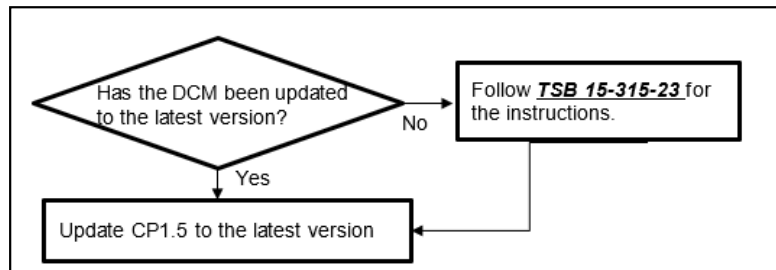 Has the DCM been updated
to the latest version?
No
Follow TSB 15-315-23 for
the instructions.
Yes
Update CP1.5 to the latest version